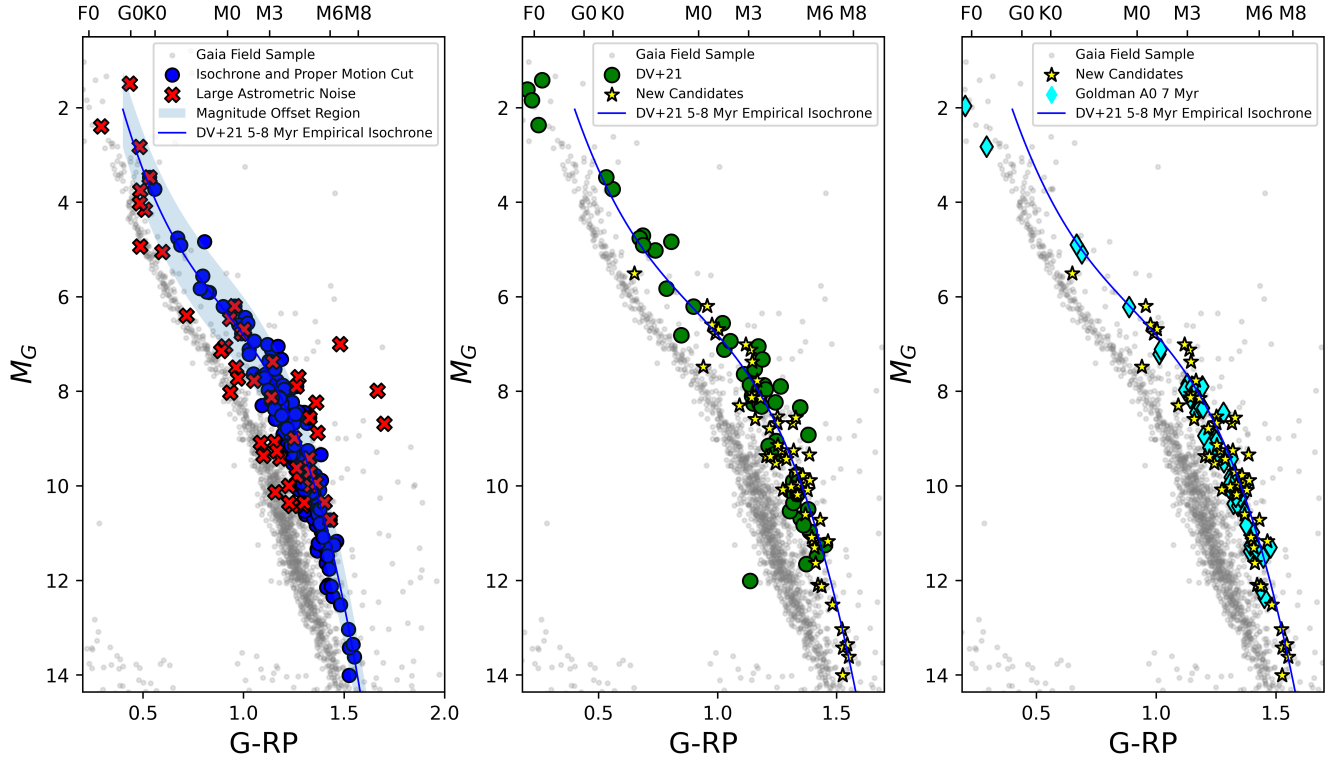 F0 G0 K0 M0 M3 M6 M8
F0 G0 K0 M0 M3 M6 M8
F0 G0 K0 M0 M3 M6 M8
Gaia Field Sample
Isochrone and Proper Motion Cut
Large Astrometric Noise
Magnitude Offset Region
DV+21 5-8 Myr Empirical Isochrone
Gaia Field Sample
DV+21
New Candidates
DV+21 5-8 Myr Empirical Isochrone
Gaia Field Sample
New Candidates
Goldman A0 7 Myr
DV+21 5-8 Myr Empirical Isochrone
M_G
2
4
6
8
10
12
14
M_G
2
4
6
8
10
12
14
M_G
2
4
6
8
10
12
14
0.5 1.0 1.5 2.0
0.5 1.0 1.5
0.5 1.0 1.5
G-RP
G-RP
G-RP